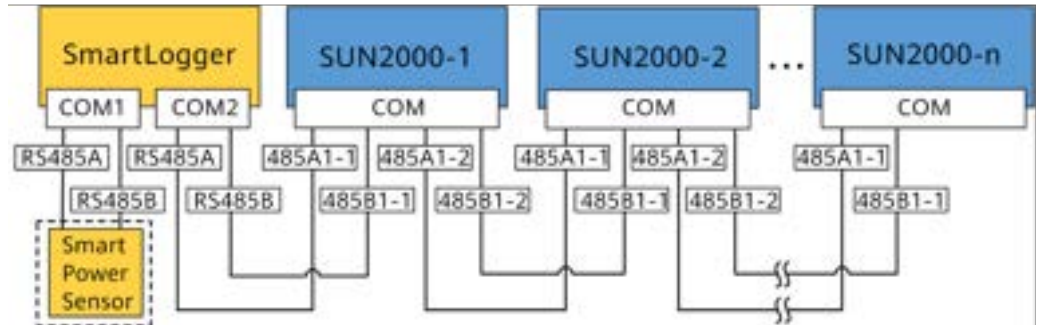 SmartLogger
SUN2000-1
SUN2000-2
...
SUN2000-n
COM1
COM2
COM
COM
COM
RS485A
RS485A
485A1-1
485A1-2
485A1-1
485A1-2
485A1-1
RS485B
RS485B
485B1-1
485B1-2
485B1-1
485B1-2
485B1-1
Smart
Power
Sensor